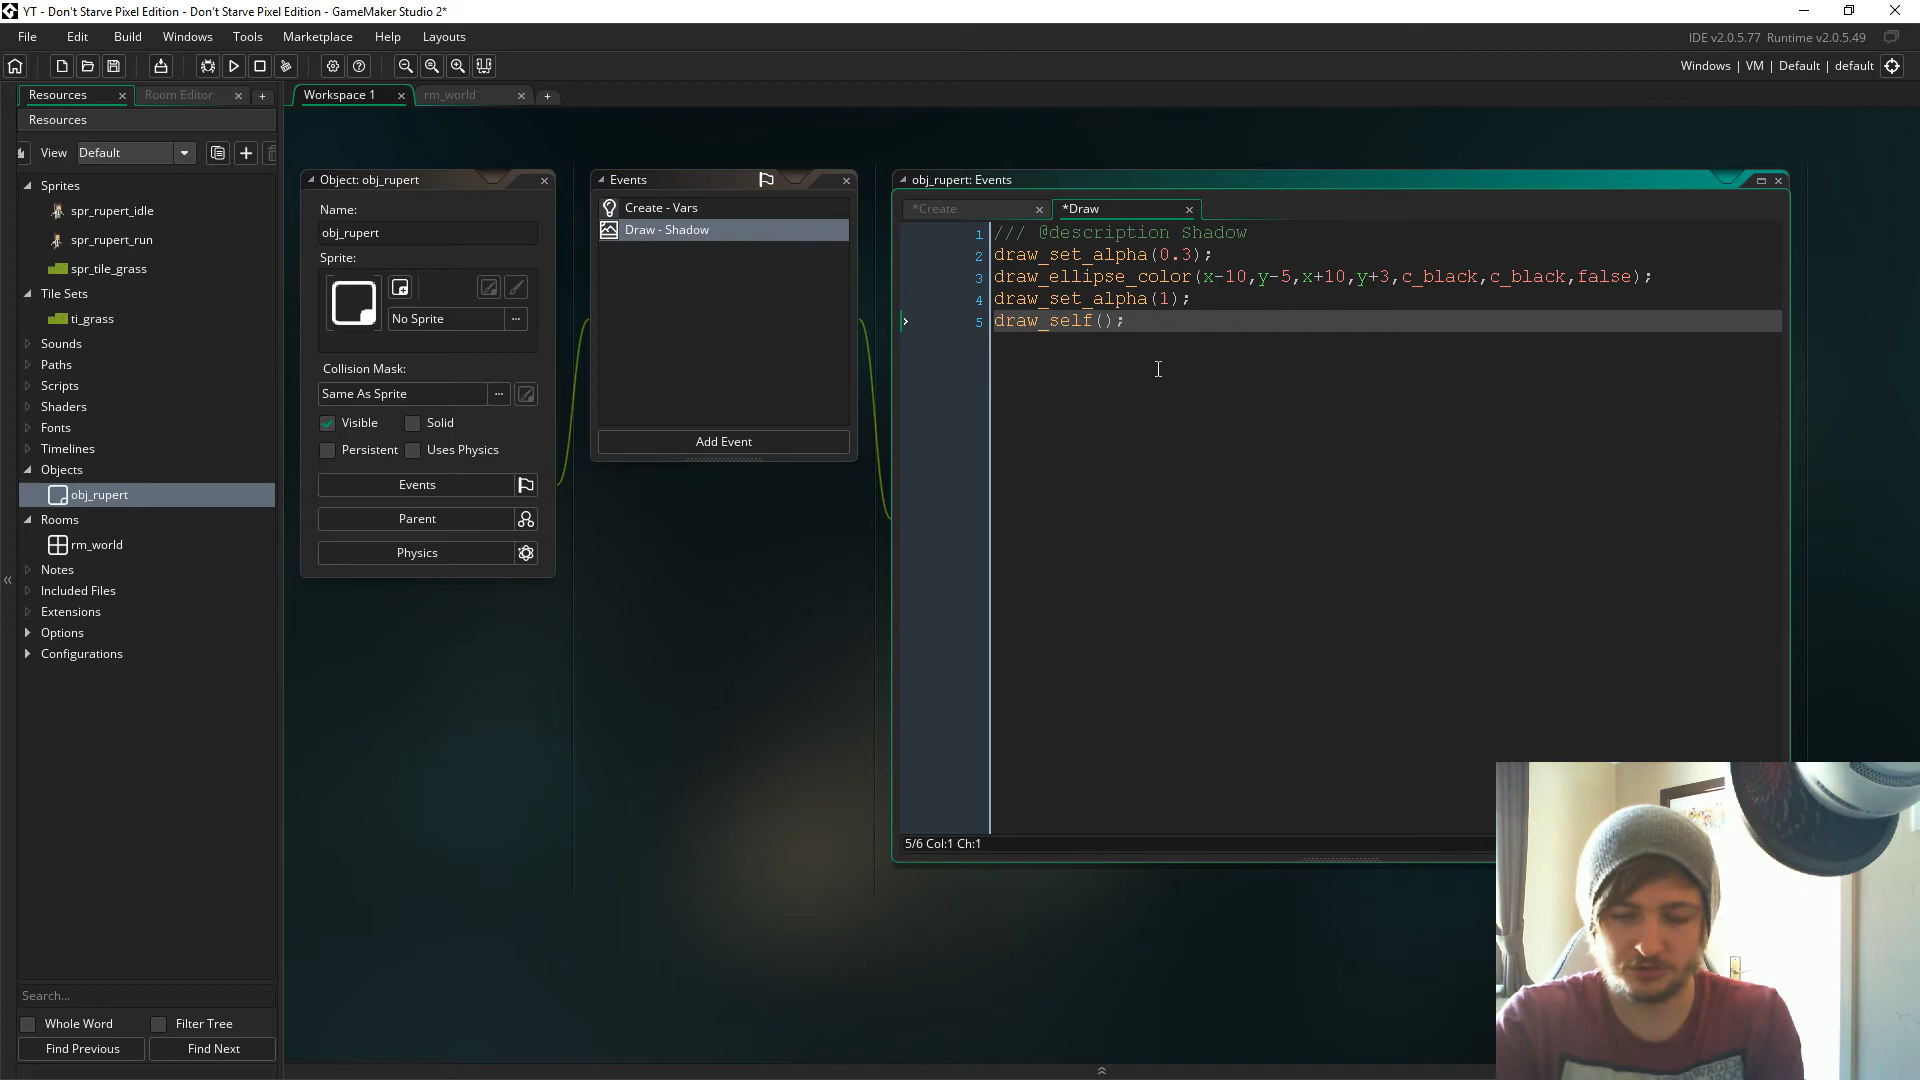 YT - Don't Starve Pixel Edition - Don't Starve Pixel Edition - GameMaker Studio 2*
File Edit Build Windows Tools Marketplace Help Layouts
IDE v2.0.5.77 Runtime v2.0.5.49
Windows | VM | Default | default
Resources
Room Editor
Workspace 1
rm_world
Resources
View Default
Sprites
spr_rupert_idle
spr_rupert_run
spr_tile_grass
Tile Sets
ti_grass
Sounds
Paths
Scripts
Shaders
Fonts
Timelines
Objects
obj_rupert
Rooms
rm_world
Notes
Included Files
Extensions
Options
Configurations
Search...
Whole Word
Filter Tree
Find Previous
Find Next
Object: obj_rupert
Name:
obj_rupert
Sprite:
No Sprite
Collision Mask:
Same As Sprite
Visible
Solid
Persistent
Uses Physics
Events
Parent
Physics
Events
Create - Vars
Draw - Shadow
Add Event
obj_rupert: Events
*Create
*Draw
1 /// @description Shadow
2 draw_set_alpha(0.3);
3 draw_ellipse_color(x-10,y-5,x+10,y+3,c_black,c_black,false);
4 draw_set_alpha(1);
5 draw_self();
5/6 Col:1 Ch:1